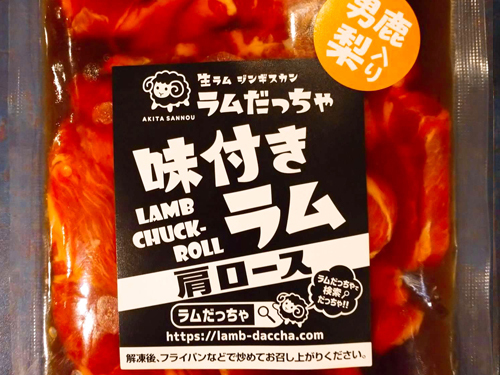 男鹿
梨入り
生ラム ジンギスカン
ラムだっちゃ
AKITA SANNOU
味付き
LAMB
CHUCK-
ROLL
ラム
肩ロース
ラムだっちゃ
ラムだっちゃで
検索
だっちゃ!!
https://lamb-daccha.com
解凍後、フライパンなどで炒めてお召し上がりください。